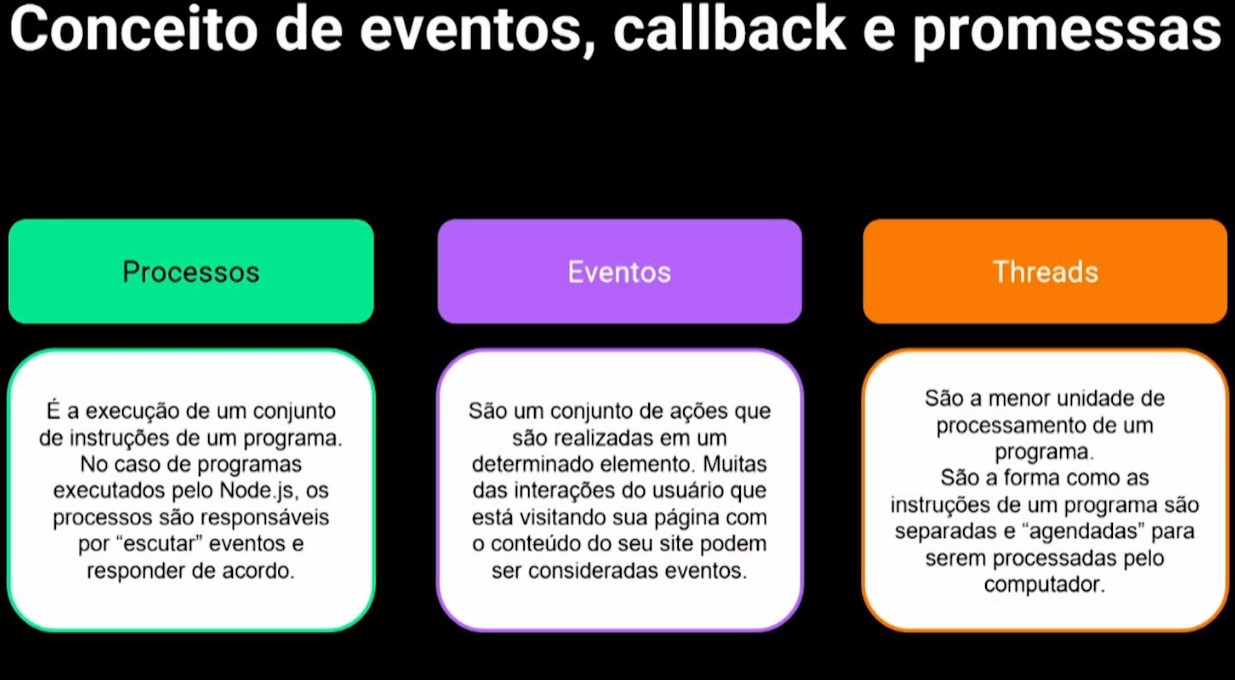 Conceito de eventos, callback e promessas
Processos
É a execução de um conjunto
de instruções de um programa.
No caso de programas
executados pelo Node.js, os
processos são responsáveis
por “escutar” eventos e
responder de acordo.
Eventos
São um conjunto de ações que
são realizadas em um
determinado elemento. Muitas
das interações do usuário que
está visitando sua página com
o conteúdo do seu site podem
ser consideradas eventos.
Threads
São a menor unidade de
processamento de um
programa.
São a forma como as
instruções de um programa são
separadas e “agendadas” para
serem processadas pelo
computador.